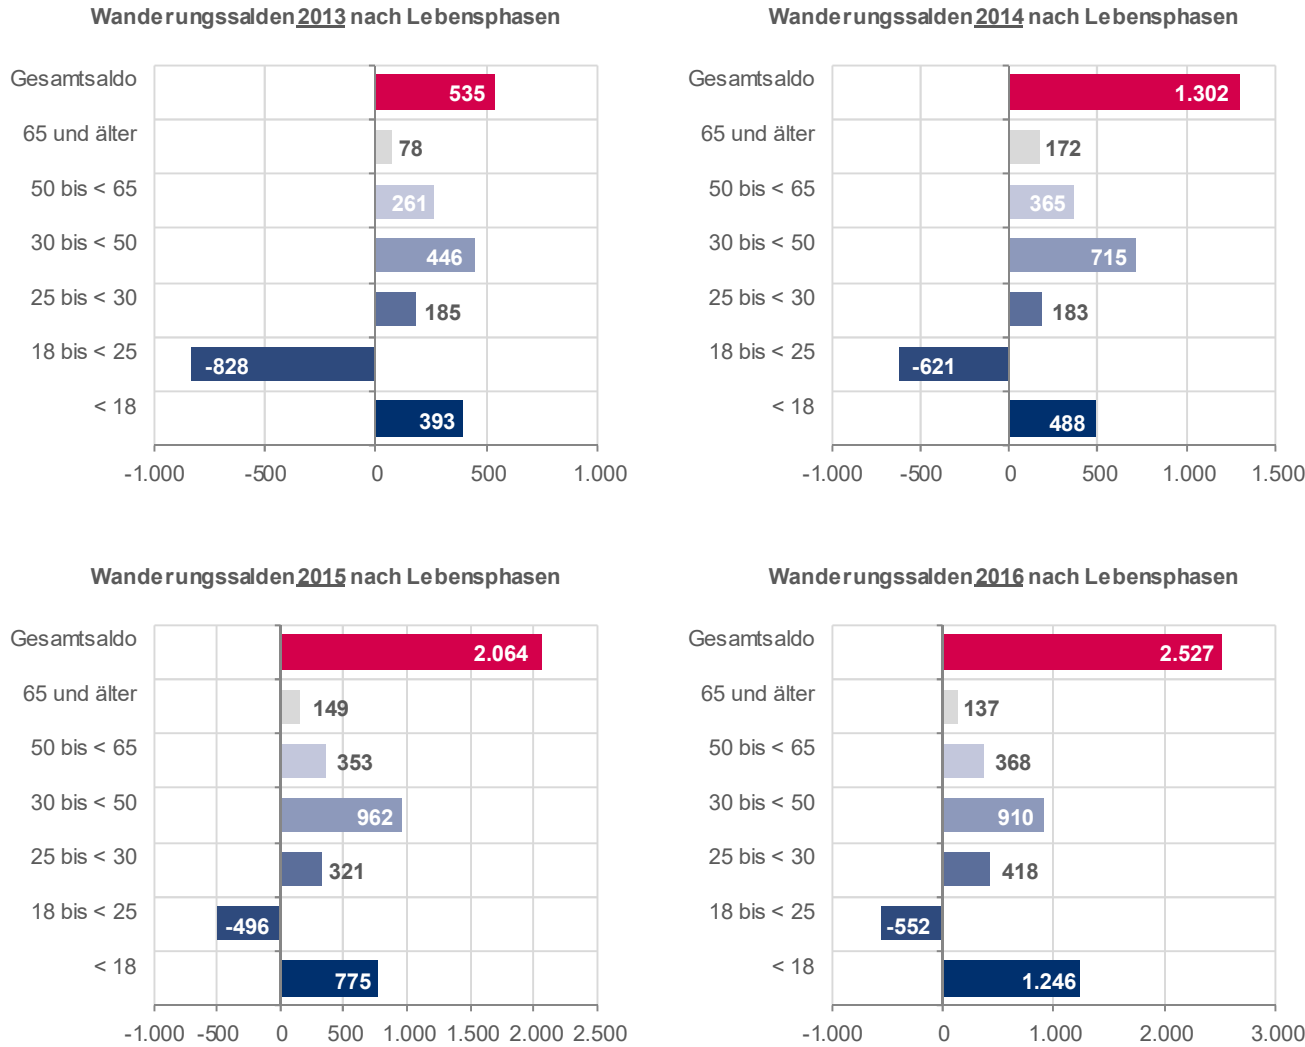 Wanderungssalden 2013 nach Lebensphasen
Gesamtsaldo 535
65 und älter 78
50 bis < 65 261
30 bis < 50 446
25 bis < 30 185
18 bis < 25 -828
< 18 393
-1.000 -500 0 500 1.000
Wanderungssalden 2014 nach Lebensphasen
Gesamtsaldo 1.302
65 und älter 172
50 bis < 65 365
30 bis < 50 715
25 bis < 30 183
18 bis < 25 -621
< 18 488
-1.000 -500 0 500 1.000 1.500
Wanderungssalden 2015 nach Lebensphasen
Gesamtsaldo 2.064
65 und älter 149
50 bis < 65 353
30 bis < 50 962
25 bis < 30 321
18 bis < 25 -496
< 18 775
-1.000 -500 0 500 1.000 1.500 2.000 2.500
Wanderungssalden 2016 nach Lebensphasen
Gesamtsaldo 2.527
65 und älter 137
50 bis < 65 368
30 bis < 50 910
25 bis < 30 418
18 bis < 25 -552
< 18 1.246
-1.000 0 1.000 2.000 3.000